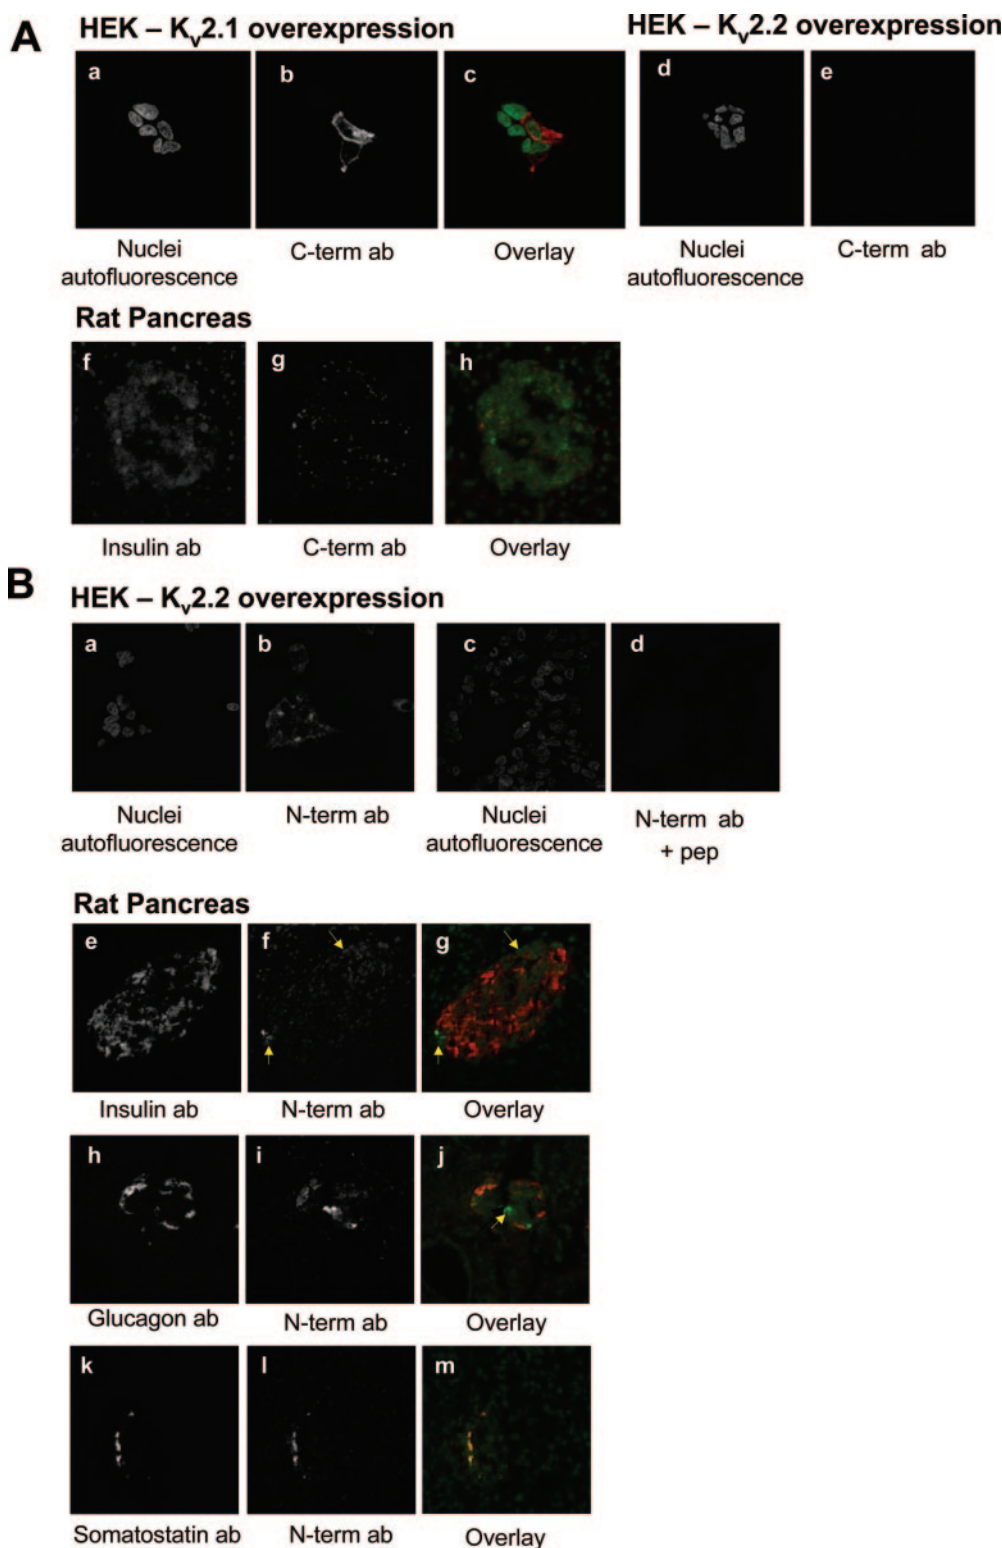 A
HEK – Kv2.1 overexpression
HEK – Kv2.2 overexpression
a
b
c
d
e
Nuclei
autofluorescence
C-term ab
Overlay
Nuclei
autofluorescence
C-term ab
Rat Pancreas
f
g
h
Insulin ab
C-term ab
Overlay
B
HEK – Kv2.2 overexpression
a
b
c
d
Nuclei
autofluorescence
N-term ab
Nuclei
autofluorescence
N-term ab
+ pep
Rat Pancreas
e
f
g
Insulin ab
N-term ab
Overlay
h
i
j
Glucagon ab
N-term ab
Overlay
k
l
m
Somatostatin ab
N-term ab
Overlay